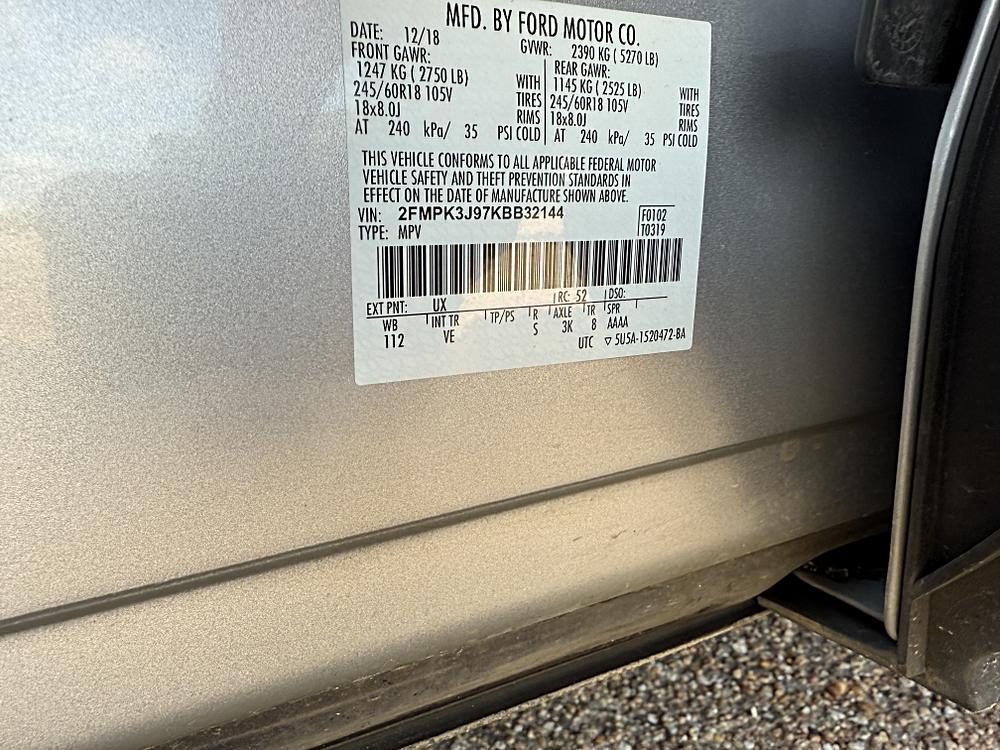 MFD. BY FORD MOTOR CO.
DATE: 12/18 GVWR: 2390 KG ( 5270 LB)
FRONT GAWR: REAR GAWR:
1247 KG ( 2750 LB) WITH 1145 KG ( 2525 LB) WITH
245/60R18 105V TIRES 245/60R18 105V TIRES
18x8.0J RIMS 18x8.0J RIMS
AT 240 kPa/ 35 PSI COLD AT 240 kPa/ 35 PSI COLD
THIS VEHICLE CONFORMS TO ALL APPLICABLE FEDERAL MOTOR
VEHICLE SAFETY AND THEFT PREVENTION STANDARDS IN
EFFECT ON THE DATE OF MANUFACTURE SHOWN ABOVE.
VIN: 2FMPK3J97KBB32144 F0102
TYPE: MPV T0319
EXT PNT: UX RC: 52 DSO:
WB INT TR TP/PS R AXLE TR SPR
112 VE S 3K 8 AAAA
UTC ▽ 5U5A-1520472-BA